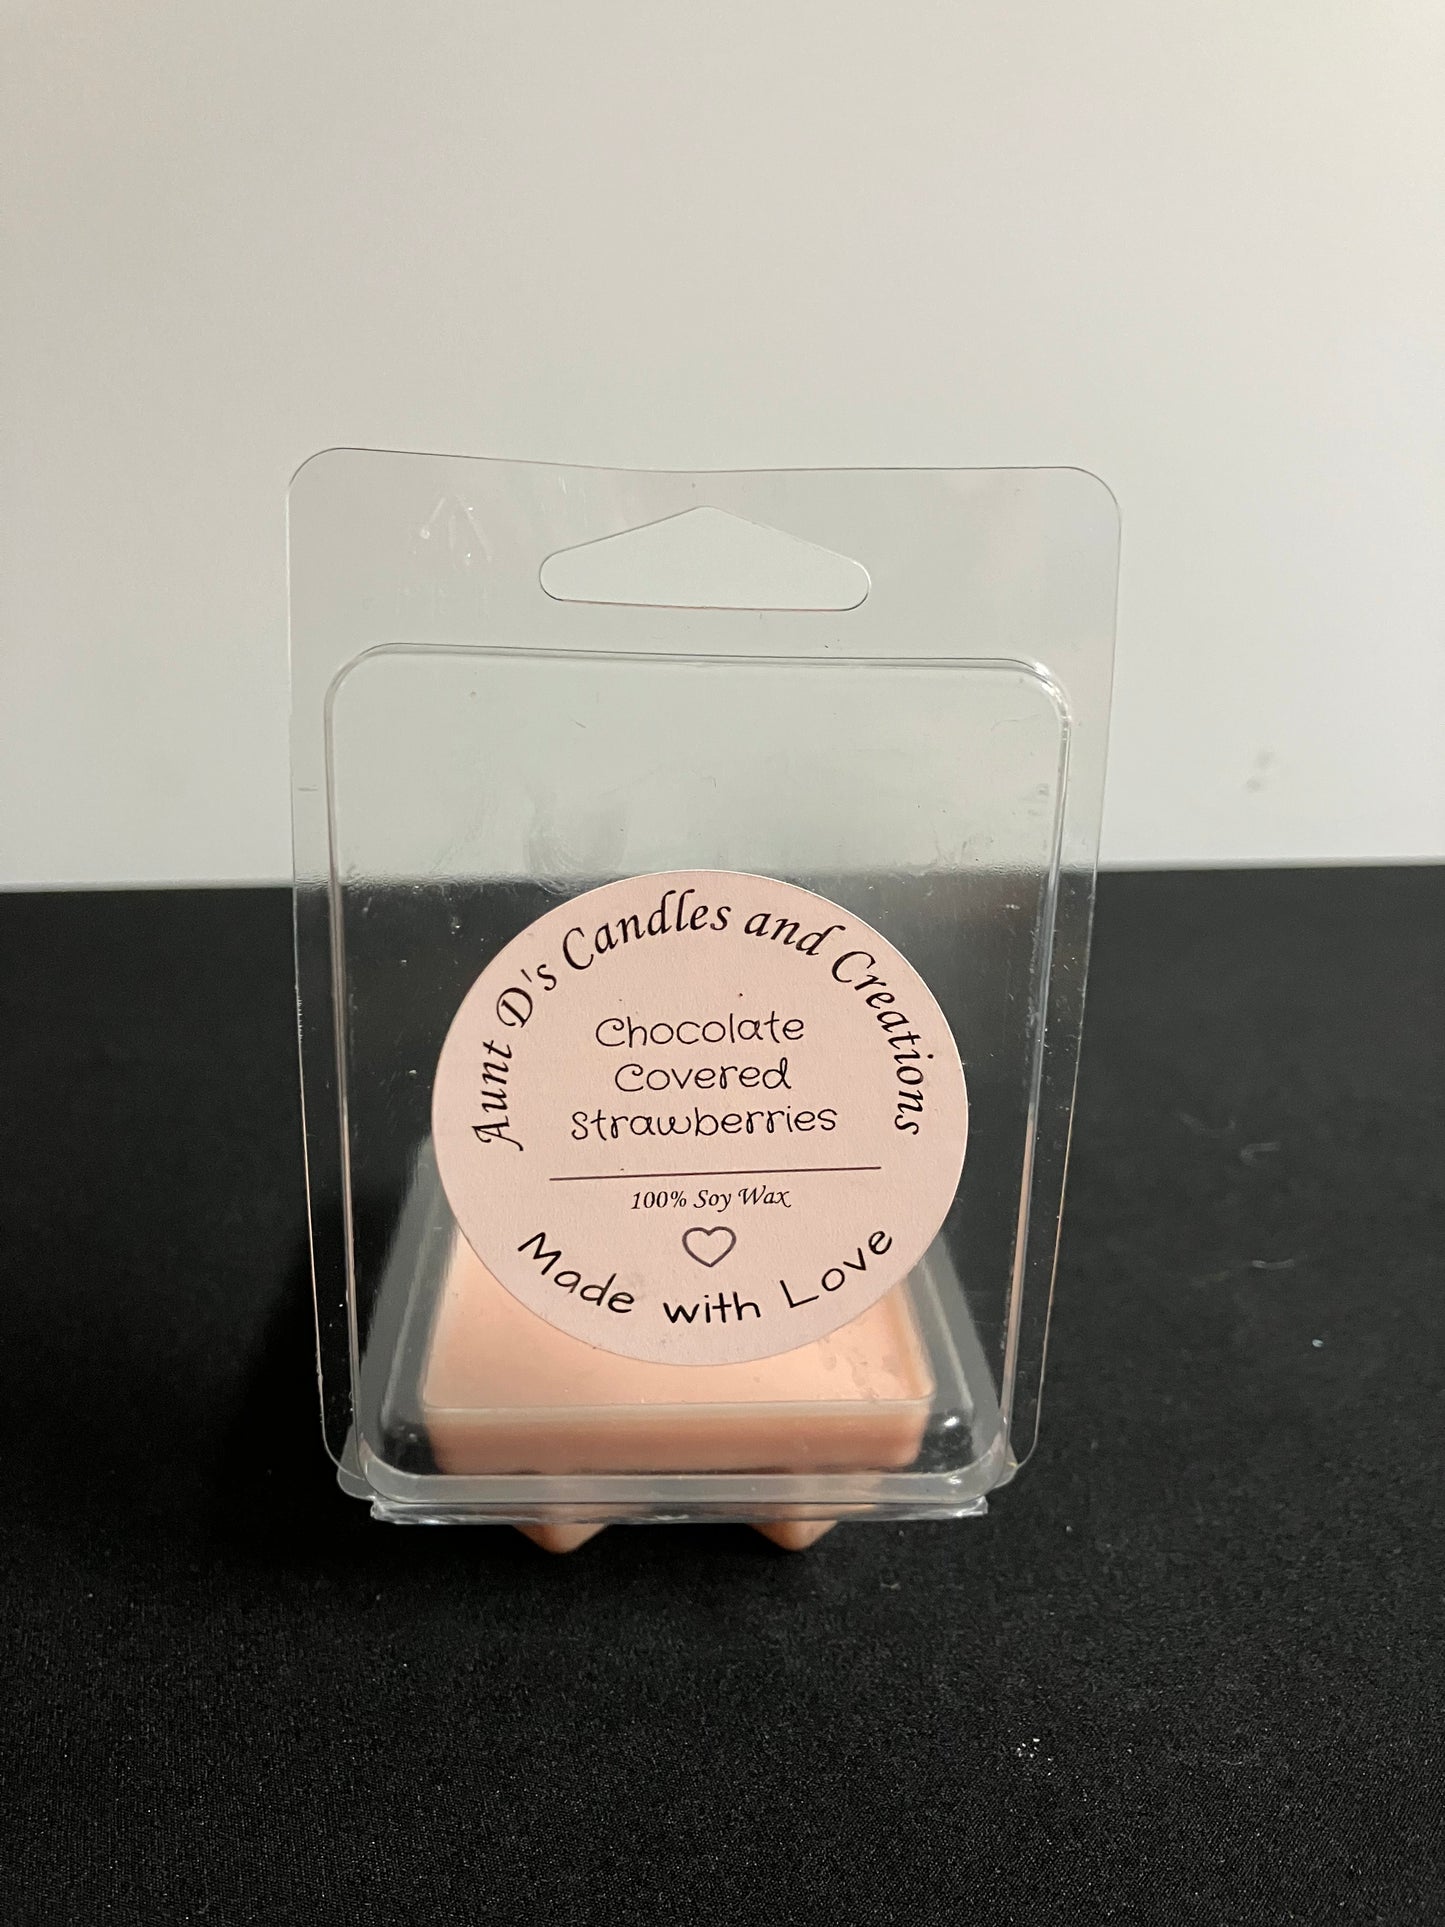 Aunt D's Candles and Creations
Chocolate
Covered
Strawberries
100% Soy Wax
Made with Love